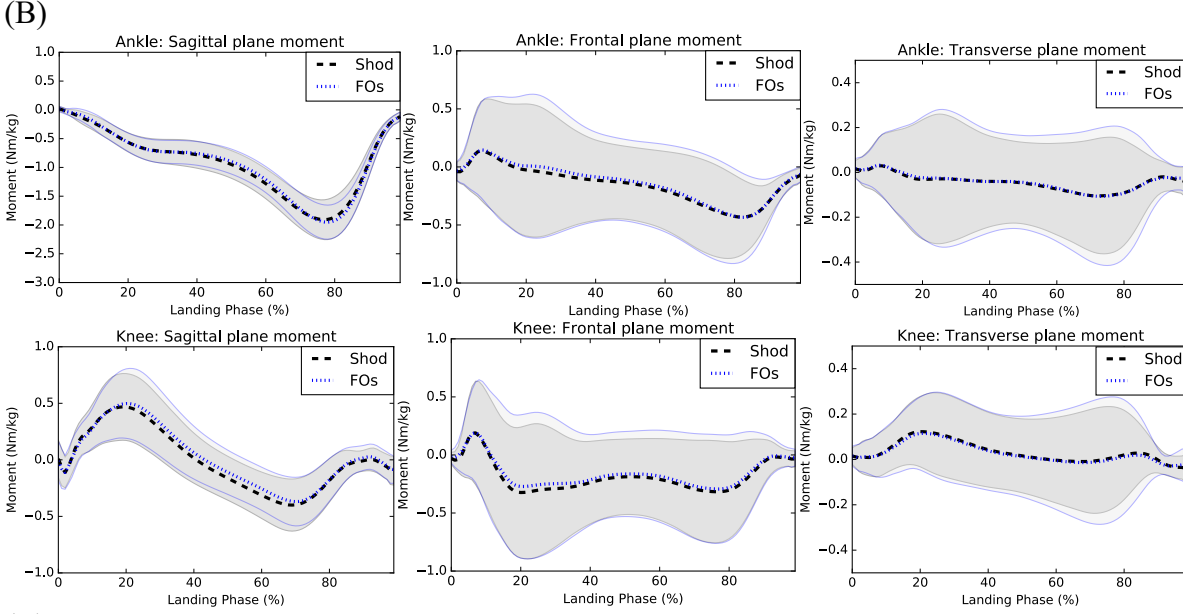 (B)
Ankle: Sagittal plane moment
Ankle: Frontal plane moment
Ankle: Transverse plane moment
Shod
FOs
Shod
FOs
Shod
FOs
1.0
0.5
0.0
−0.5
−1.0
−1.5
−2.0
−2.5
−3.0
Moment (Nm/kg)
0 20 40 60 80
Landing Phase (%)
1.0
0.5
0.0
−0.5
−1.0
Moment (Nm/kg)
0 20 40 60 80
Landing Phase (%)
0.4
0.2
0.0
−0.2
−0.4
Moment (Nm/kg)
0 20 40 60 80
Landing Phase (%)
Knee: Sagittal plane moment
Knee: Frontal plane moment
Knee: Transverse plane moment
Shod
FOs
Shod
FOs
Shod
FOs
1.0
0.5
0.0
−0.5
−1.0
Moment (Nm/kg)
0 20 40 60 80
Landing Phase (%)
1.0
0.5
0.0
−0.5
−1.0
Moment (Nm/kg)
0 20 40 60 80
Landing Phase (%)
0.4
0.2
0.0
−0.2
−0.4
Moment (Nm/kg)
0 20 40 60 80
Landing Phase (%)